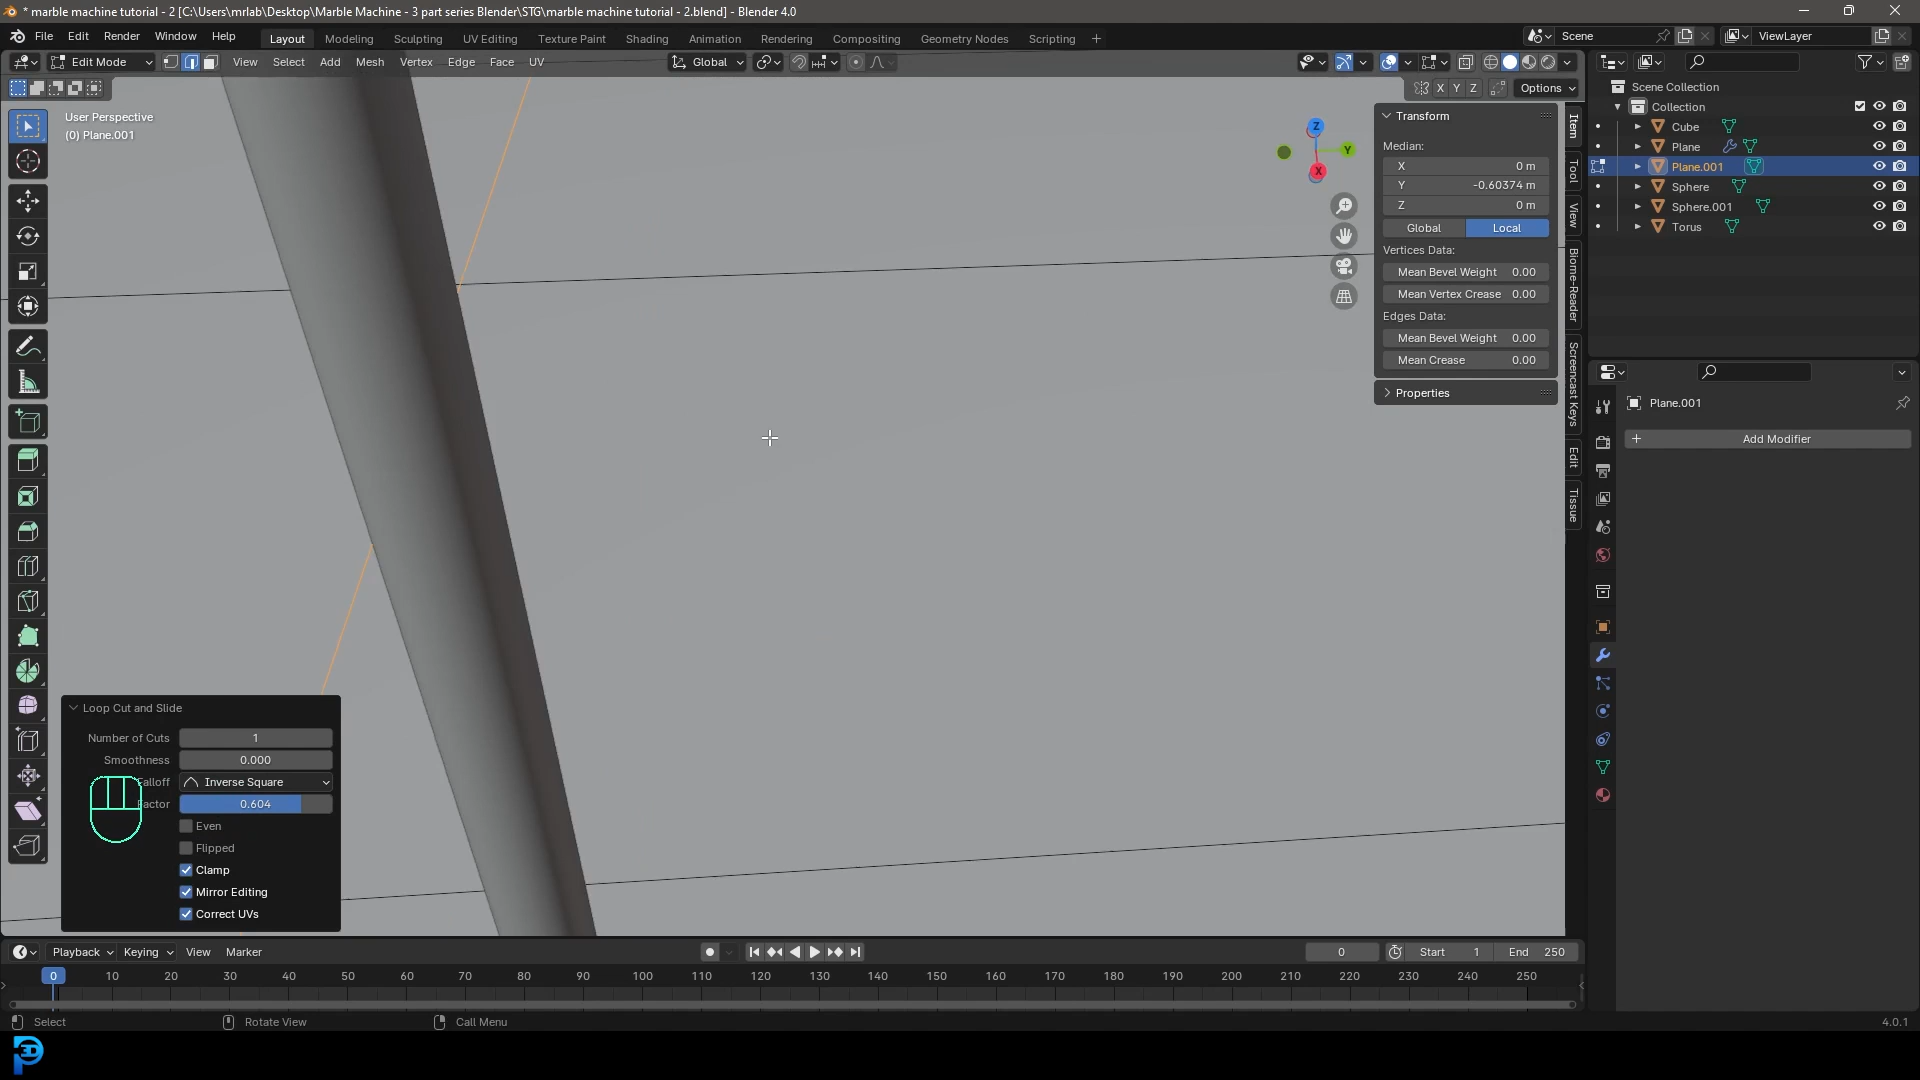 * marble machine tutorial - 2 [C:\Users\mrlab\Desktop\Marble Machine - 3 part series Blender\STG\marble machine tutorial - 2.blend] - Blender 4.0
File Edit Render Window Help Layout Modeling Sculpting UV Editing Texture Paint Shading Animation Rendering Compositing Geometry Nodes Scripting + Scene ViewLayer
Edit Mode View Select Add Mesh Vertex Edge Face UV Global
X Y Z Options
User Perspective
(0) Plane.001
Z
Y
X
Transform
Median:
X 0 m
Y -0.60374 m
Z 0 m
Global Local
Vertices Data:
Mean Bevel Weight 0.00
Mean Vertex Crease 0.00
Edges Data:
Mean Bevel Weight 0.00
Mean Crease 0.00
Properties
Item
Tool
View
Biome-Reader
Screencast Keys
Edit
Tissue
Scene Collection
Collection
Cube
Plane
Plane.001
Sphere
Sphere.001
Torus
Plane.001
+ Add Modifier
Loop Cut and Slide
Number of Cuts 1
Smoothness 0.000
Falloff Inverse Square
Factor 0.604
Even
Flipped
Clamp
Mirror Editing
Correct UVs
Playback Keying View Marker 0 Start 1 End 250
0 10 20 30 40 50 60 70 80 90 100 110 120 130 140 150 160 170 180 190 200 210 220 230 240 250
Select Rotate View Call Menu 4.0.1